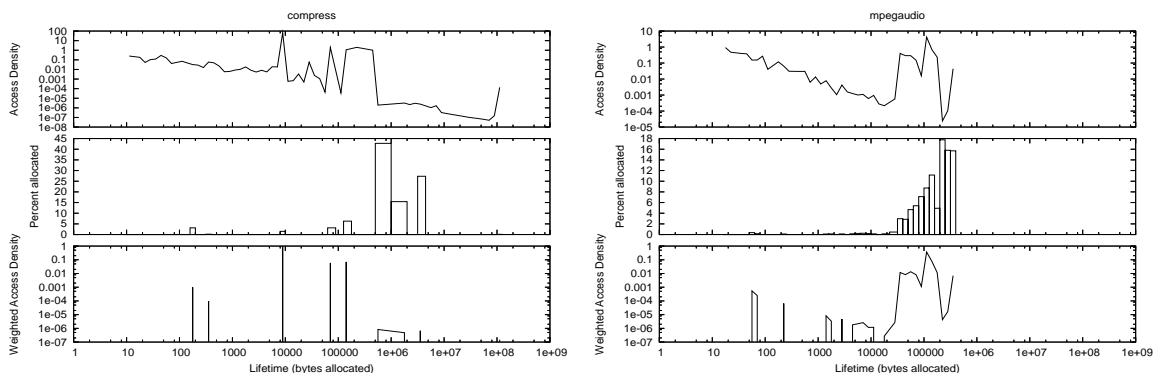 compress
Access Density
100
10
1
0.1
0.01
0.001
1e-04
1e-05
1e-06
1e-07
1e-08
Percent allocated
45
40
35
30
25
20
15
10
5
0
Weighted Access Density
1
0.1
0.01
0.001
1e-04
1e-05
1e-06
1e-07
1 10 100 1000 10000 100000 1e+06 1e+07 1e+08 1e+09
Lifetime (bytes allocated)
mpegaudio
Access Density
10
1
0.1
0.01
0.001
1e-04
1e-05
Percent allocated
18
16
14
12
10
8
6
4
2
0
Weighted Access Density
1
0.1
0.01
0.001
1e-04
1e-05
1e-06
1e-07
1 10 100 1000 10000 100000 1e+06 1e+07 1e+08 1e+09
Lifetime (bytes allocated)